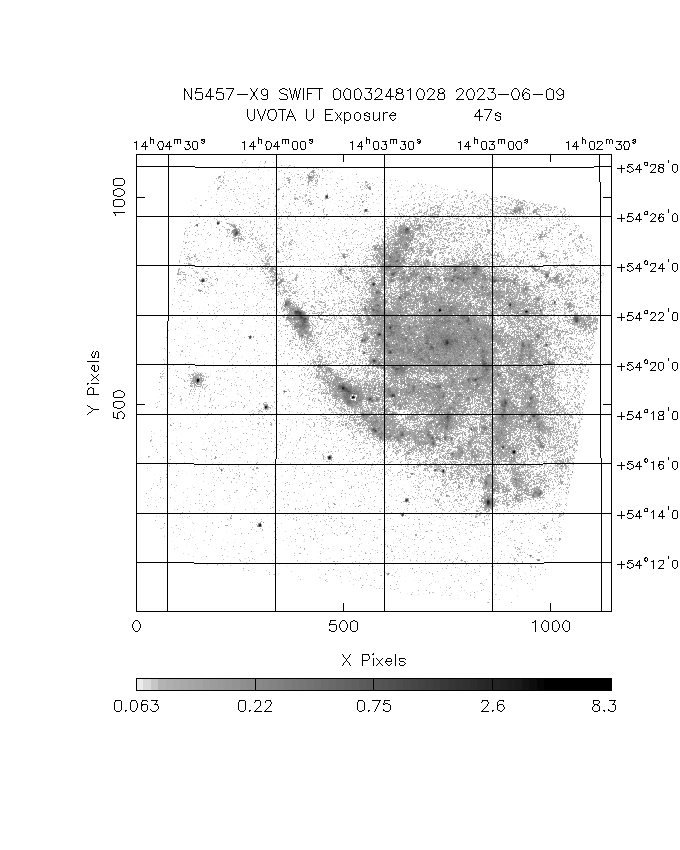 N5457-X9 SWIFT 00032481028 2023-06-09
UVOTA U Exposure 47s
14ʰ04ᵐ30ˢ 14ʰ04ᵐ00ˢ 14ʰ03ᵐ30ˢ 14ʰ03ᵐ00ˢ 14ʰ02ᵐ30ˢ
+54°28'0
1000
+54°26'0
+54°24'0
+54°22'0
Y Pixels
+54°20'0
500
+54°18'0
+54°16'0
+54°14'0
+54°12'0
0 500 1000
X Pixels
0.063 0.22 0.75 2.6 8.3